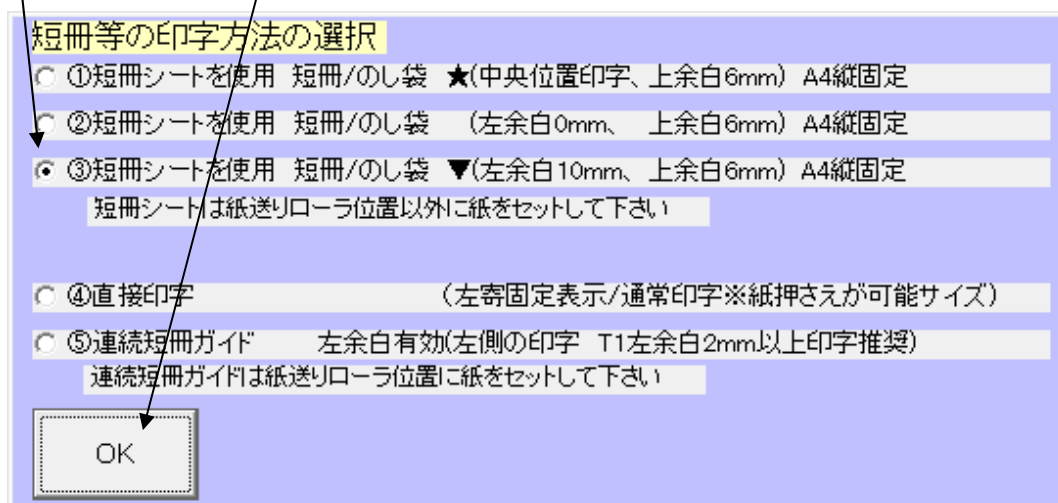 短冊等の印字方法の選択
①短冊シートを使用 短冊/のし袋 ★(中央位置印字、上余白6mm) A4縦固定
②短冊シートを使用 短冊/のし袋 (左余白0mm、 上余白6mm) A4縦固定
③短冊シートを使用 短冊/のし袋 ▼(左余白10mm、上余白6mm) A4縦固定
短冊シートは紙送りローラ位置以外に紙をセットして下さい
④直接印字 (左寄固定表示/通常印字※紙押さえが可能サイズ)
⑤連続短冊ガイド 左余白有効(左側の印字 T1左余白2mm以上印字推奨)
連続短冊ガイドは紙送りローラ位置に紙をセットして下さい
OK